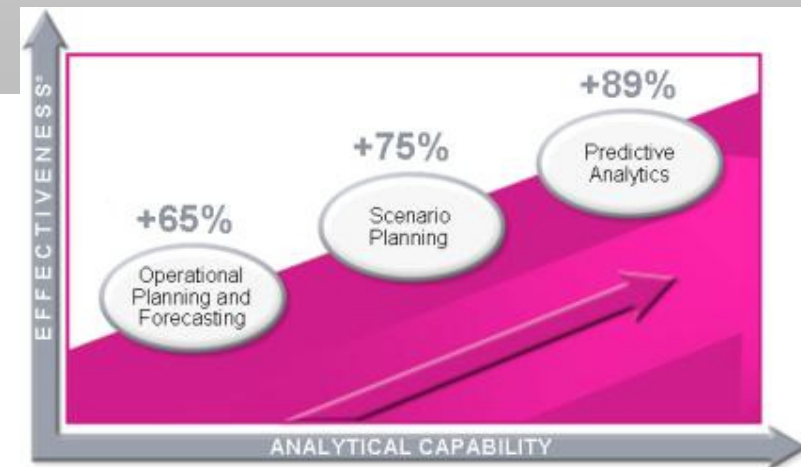 EFFECTIVENESS*
+65%
Operational
Planning and
Forecasting
+75%
Scenario
Planning
+89%
Predictive
Analytics
ANALYTICAL CAPABILITY